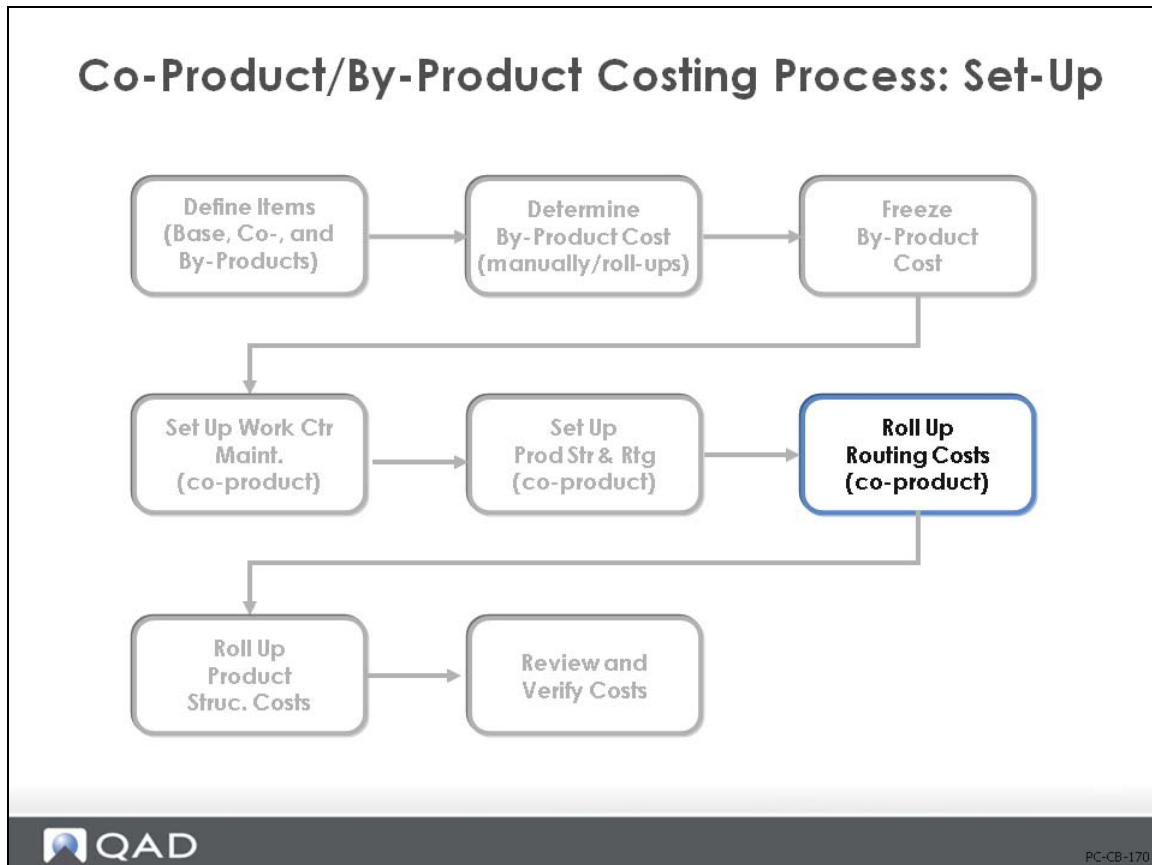 Co-Product/By-Product Costing Process: Set-Up
Define Items
(Base, Co-, and
By-Products)
Determine
By-Product Cost
(manually/roll-ups)
Freeze
By-Product
Cost
Set Up Work Ctr
Maint.
(co-product)
Set Up
Prod Str & Rtg
(co-product)
Roll Up
Routing Costs
(co-product)
Roll Up
Product
Struc. Costs
Review and
Verify Costs
QAD
PC-CB-170